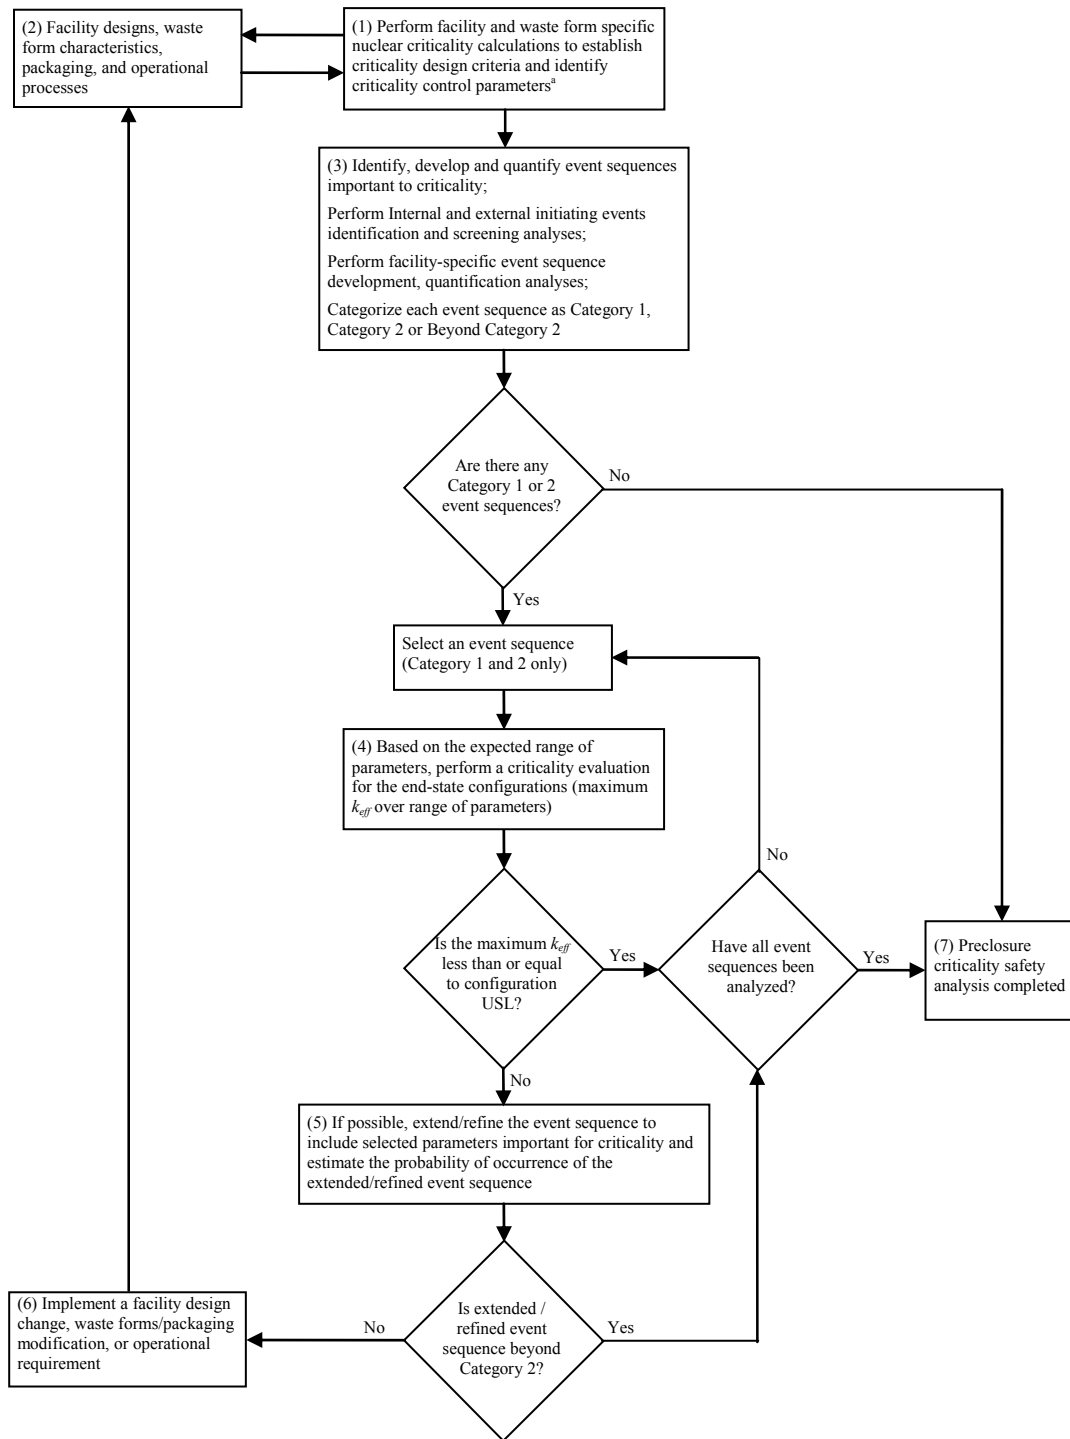 (2) Facility designs, waste
form characteristics,
packaging, and operational
processes
(1) Perform facility and waste form specific
nuclear criticality calculations to establish
criticality design criteria and identify
criticality control parametersᵃ
(3) Identify, develop and quantify event sequences
important to criticality;
Perform Internal and external initiating events
identification and screening analyses;
Perform facility-specific event sequence
development, quantification analyses;
Categorize each event sequence as Category 1,
Category 2 or Beyond Category 2
Are there any
Category 1 or 2
event sequences?
No
Yes
Select an event sequence
(Category 1 and 2 only)
(4) Based on the expected range of
parameters, perform a criticality evaluation
for the end-state configurations (maximum
keff over range of parameters)
No
Is the maximum keff
less than or equal
to configuration
USL?
Yes
Have all event
sequences been
analyzed?
Yes
(7) Preclosure
criticality safety
analysis completed
No
(5) If possible, extend/refine the event sequence to
include selected parameters important for criticality and
estimate the probability of occurrence of the
extended/refined event sequence
(6) Implement a facility design
change, waste forms/packaging
modification, or operational
requirement
No
Is extended /
refined event
sequence beyond
Category 2?
Yes